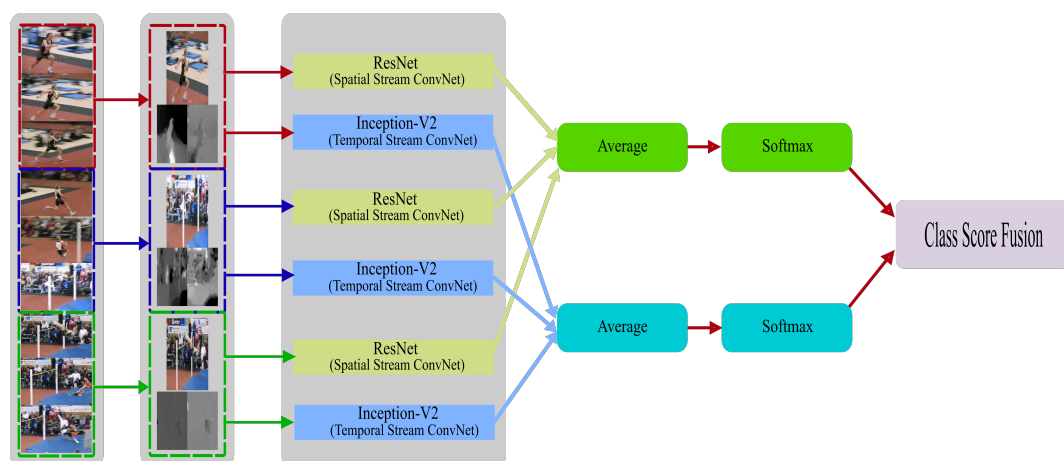 ResNet
(Spatial Stream ConvNet)
Inception-V2
(Temporal Stream ConvNet)
ResNet
(Spatial Stream ConvNet)
Inception-V2
(Temporal Stream ConvNet)
ResNet
(Spatial Stream ConvNet)
Inception-V2
(Temporal Stream ConvNet)
Average
Softmax
Average
Softmax
Class Score Fusion